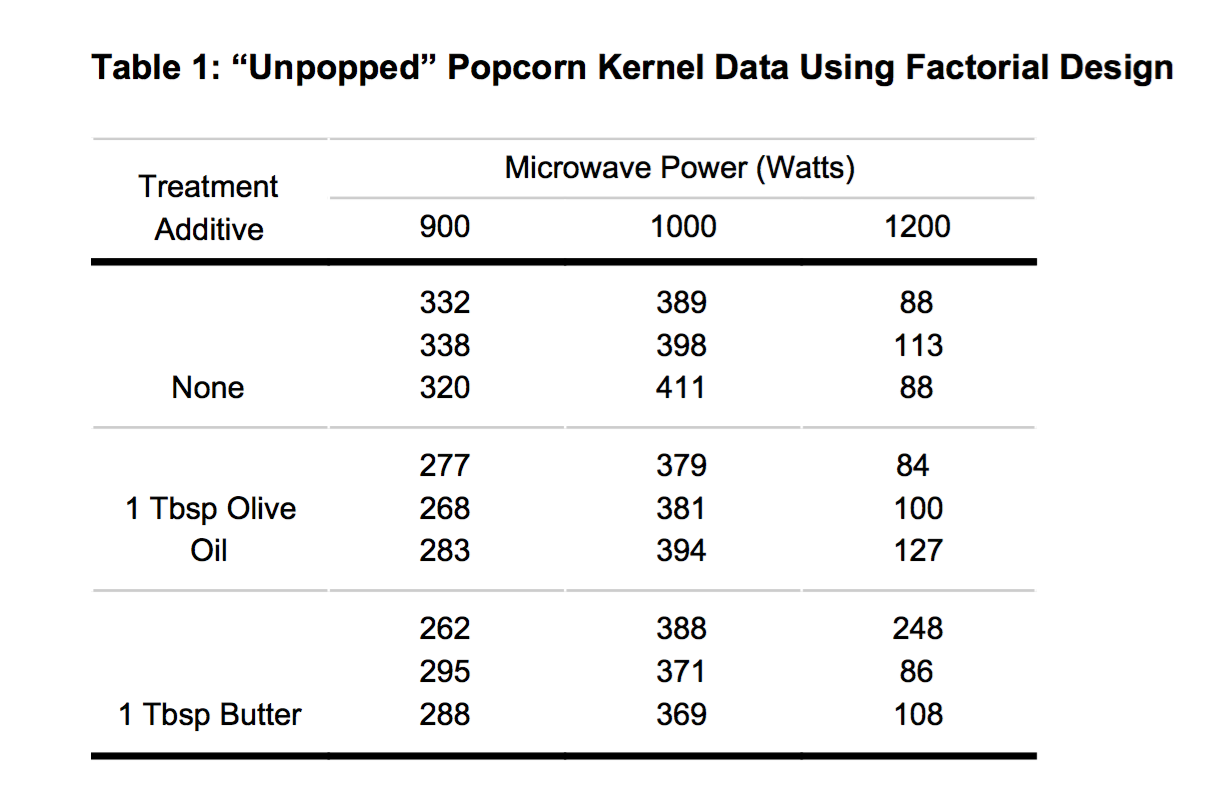 Table 1: “Unpopped” Popcorn Kernel Data Using Factorial Design
Treatment
Additive
Microwave Power (Watts)
900 1000 1200
332 389 88
338 398 113
None 320 411 88
277 379 84
1 Tbsp Olive 268 381 100
Oil 283 394 127
262 388 248
295 371 86
1 Tbsp Butter 288 369 108